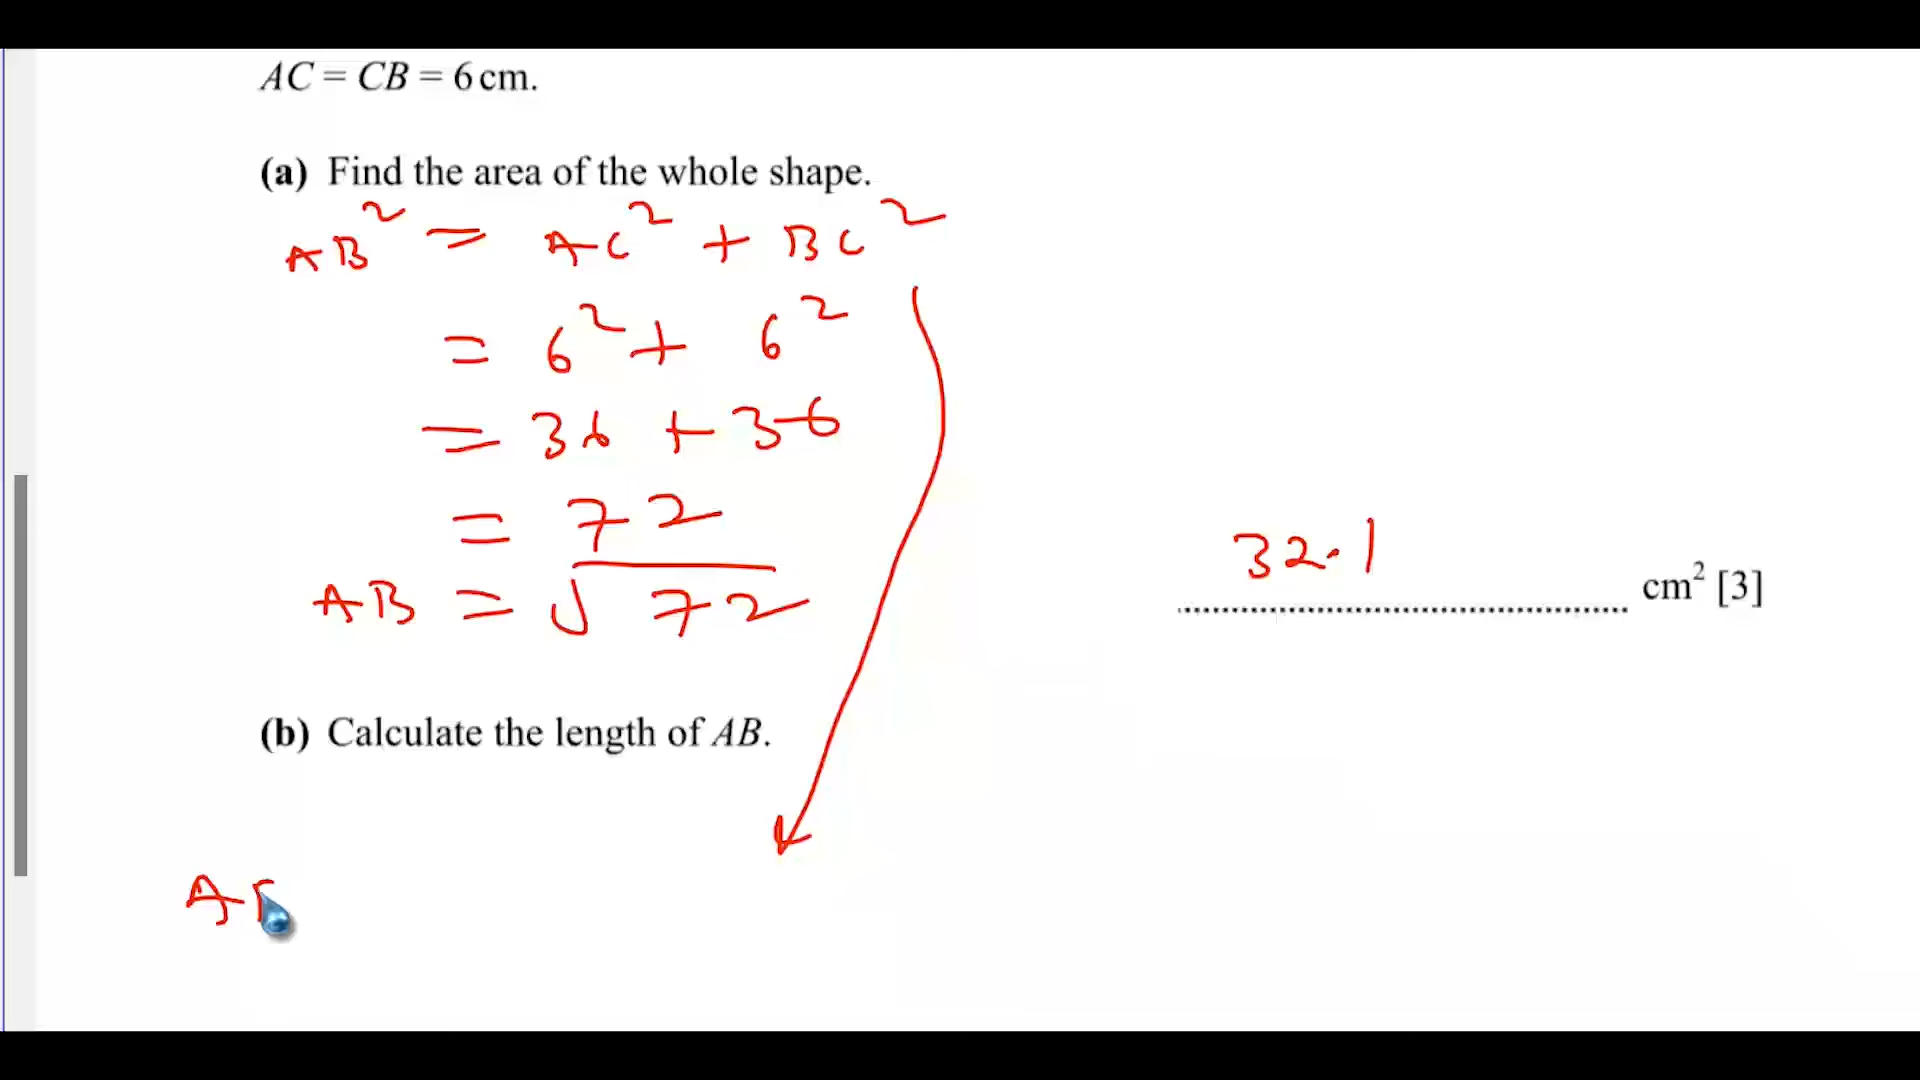 AC = CB = 6 cm.
(a) Find the area of the whole shape.
AB² = AC² + BC²
= 6² + 6²
= 36 + 36
= 72
AB = √72
32.1
cm² [3]
(b) Calculate the length of AB.
A